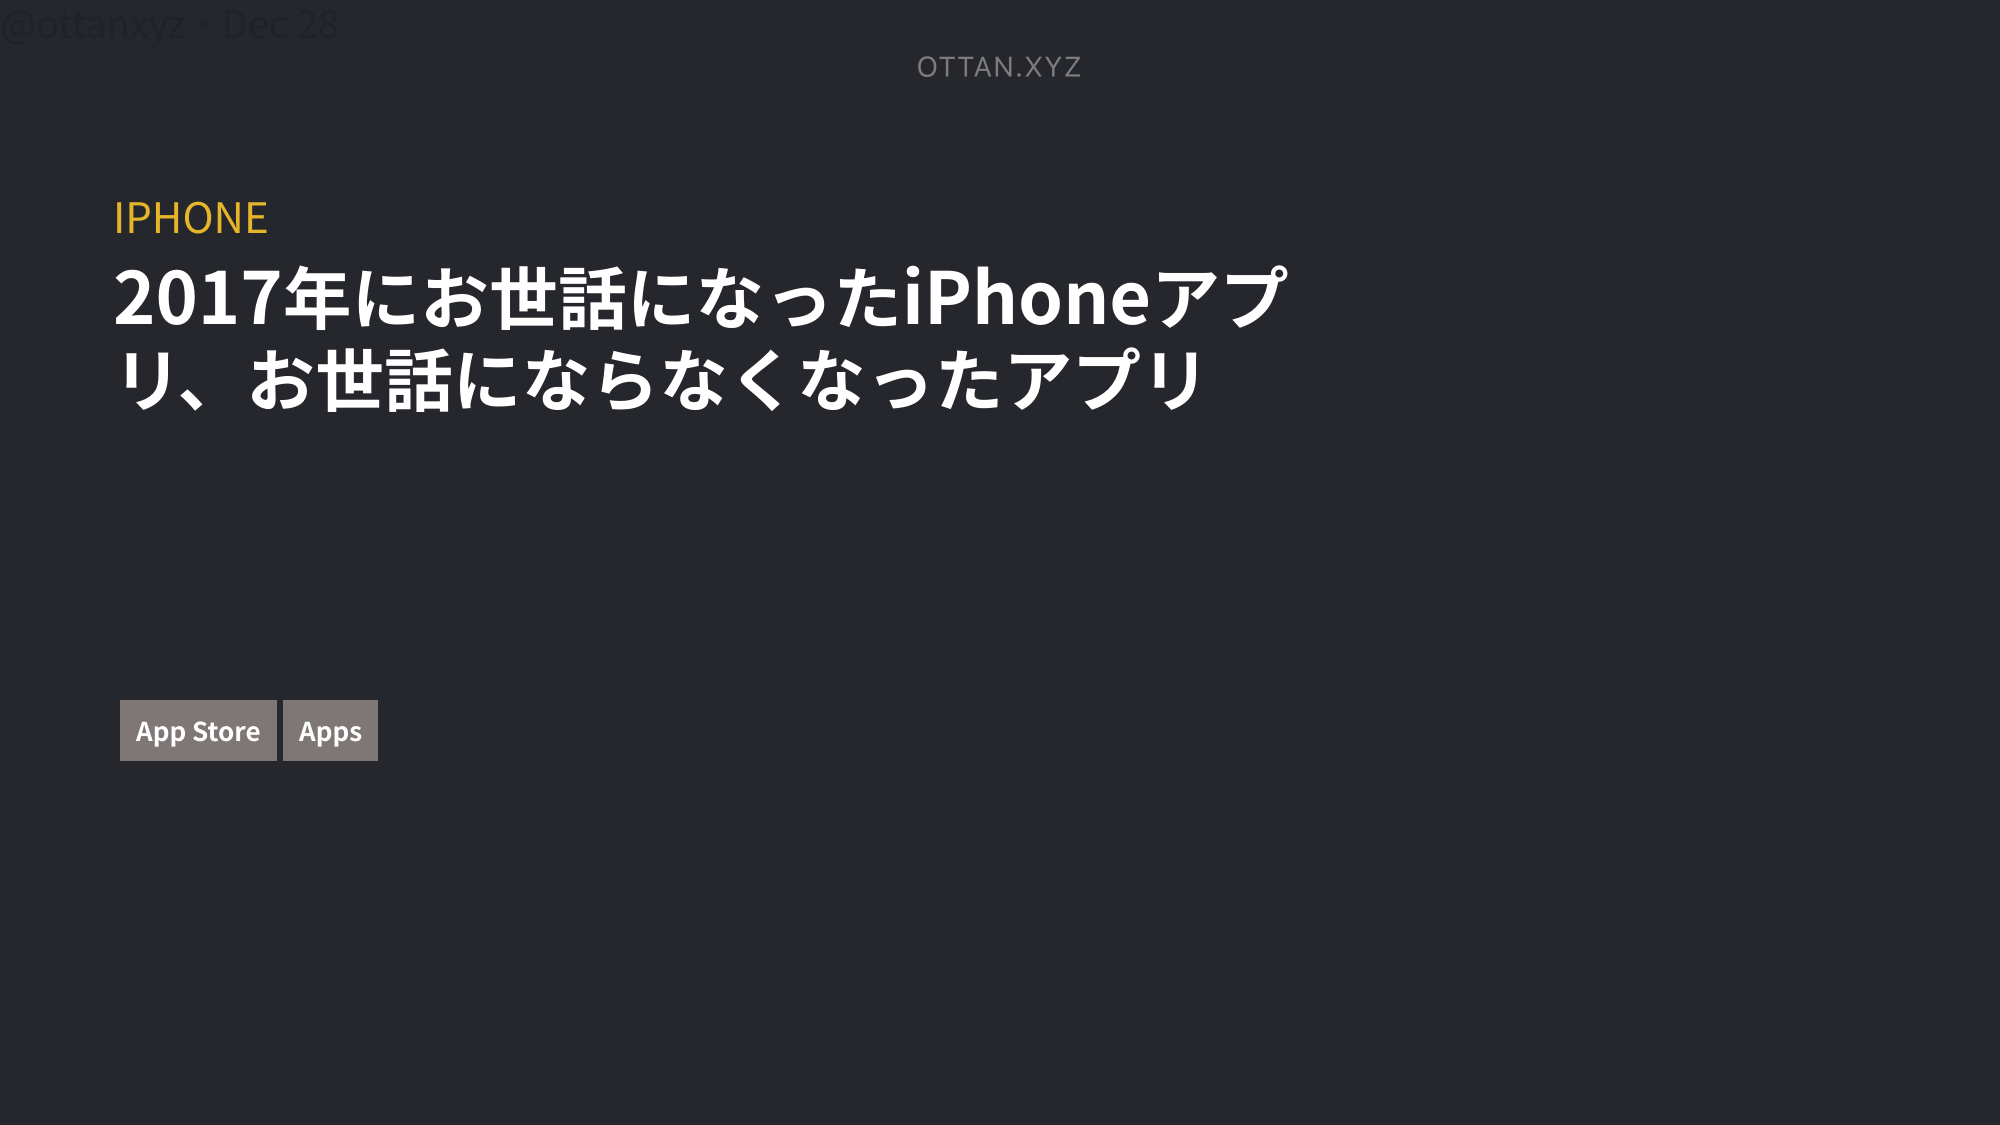 @ottanxyz・Dec 28
OTTAN.XYZ
IPHONE
2017年にお世話になったiPhoneアプ
リ、お世話にならなくなったアプリ
App Store
Apps